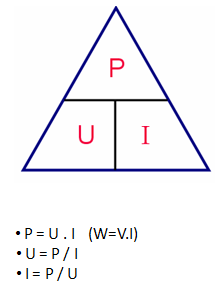 P
U I
• P = U . I (W=V.I)
• U = P / I
• I = P / U